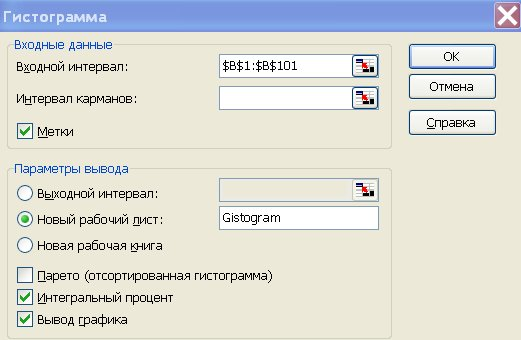 Гистограмма
Входные данные
Входной интервал: $B$1:$B$101
Интервал карманов:
Метки
OK
Отмена
Справка
Параметры вывода
Выходной интервал:
Новый рабочий лист: Gistogram
Новая рабочая книга
Парето (отсортированная гистограмма)
Интегральный процент
Вывод графика